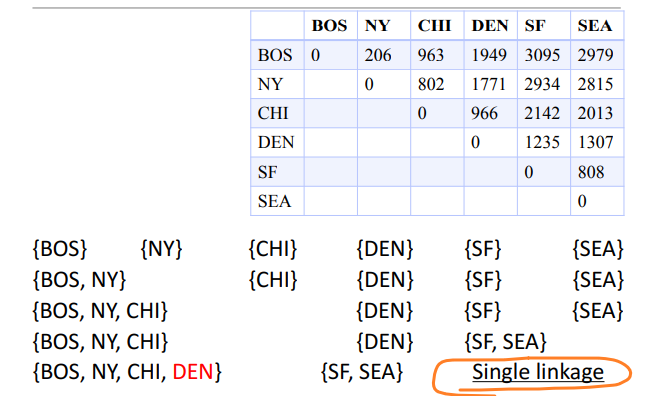 BOS NY CHI DEN SF SEA
BOS 0 206 963 1949 3095 2979
NY 0 802 1771 2934 2815
CHI 0 966 2142 2013
DEN 0 1235 1307
SF 0 808
SEA 0
{BOS} {NY} {CHI} {DEN} {SF} {SEA}
{BOS, NY} {CHI} {DEN} {SF} {SEA}
{BOS, NY, CHI} {DEN} {SF} {SEA}
{BOS, NY, CHI} {DEN} {SF, SEA}
{BOS, NY, CHI, DEN} {SF, SEA} Single linkage